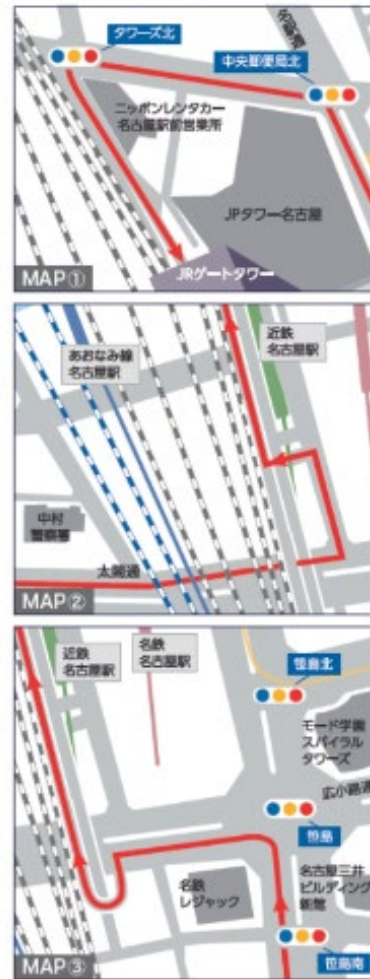 タワーズ北
中央郵便局北
ニッポンレンタカー
名古屋駅前営業所
JPタワー名古屋
JRゲートタワー
MAP①
近鉄
名古屋駅
あおなみ線
名古屋駅
中村
警察署
太閤通
MAP②
近鉄
名古屋駅
名鉄
名古屋駅
笹島北
モード学園
スパイラル
タワーズ
広小路通
笹島
名古屋三井
ビルディング
新館
名鉄
レジャック
笹島南
MAP③